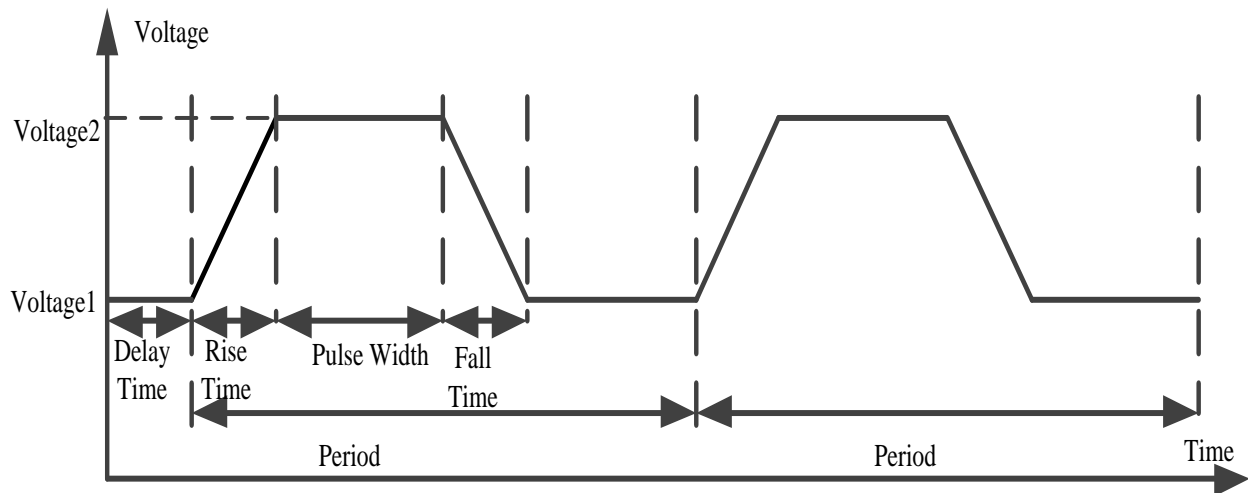 Voltage
Voltage2
Voltage1
Delay
Time
Rise
Time
Pulse Width
Fall
Time
Period
Period
Time